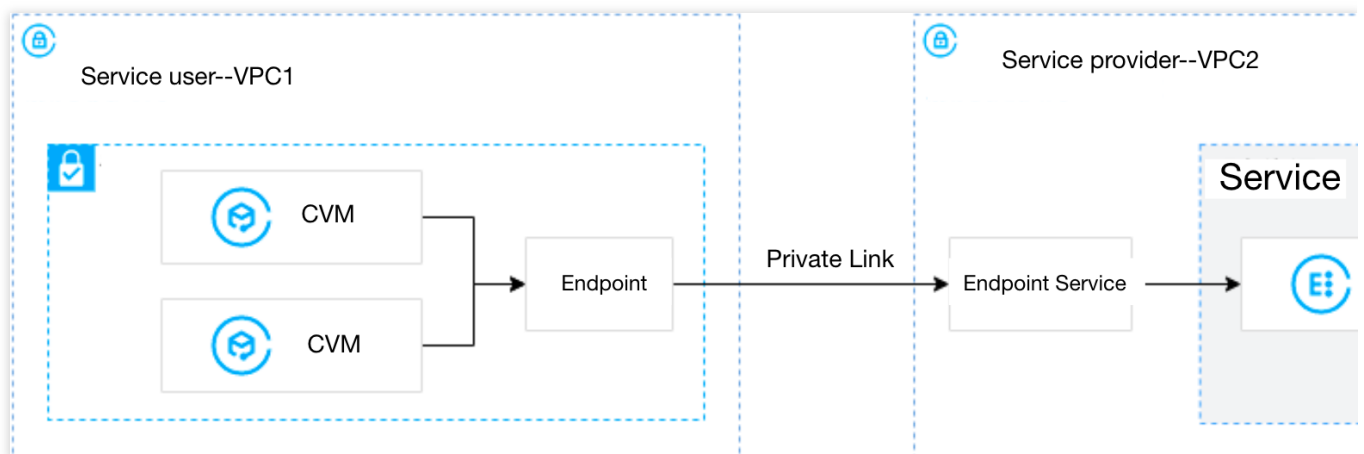 Service user--VPC1
Service provider--VPC2
Service
CVM
CVM
Endpoint
Private Link
Endpoint Service
E